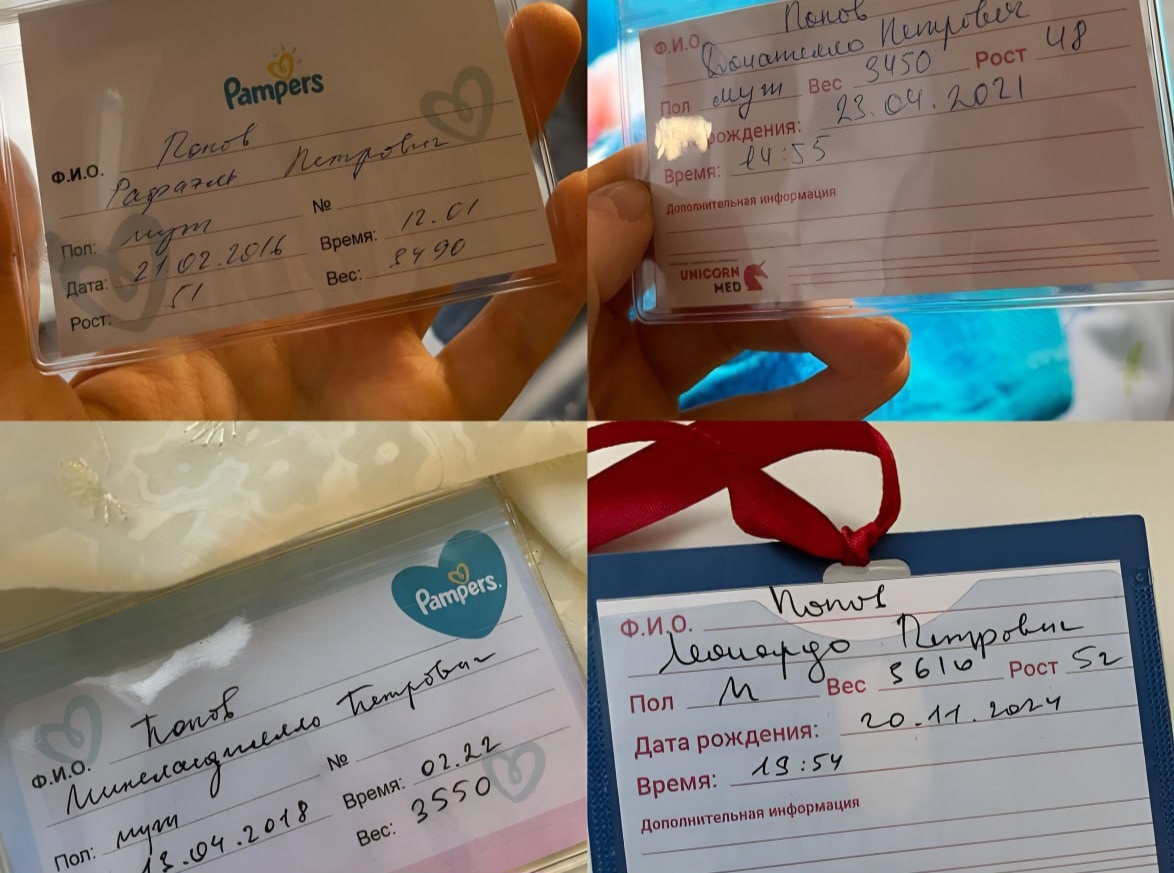 Pampers
Попов
Ф.И.О. Рафаэль Петрович
№
Пол: муж
Дата: 21.02.2016 Время: 12.01
Рост: 51 Вес: 3490
Попов
Ф.И.О. Донателло Петрович
Пол муж Вес 3450 Рост 48
рождения: 23.04.2021
Время: 14:55
Дополнительная информация
UNICORN
MED
Pampers.
Попов
Ф.И.О. Микеланджелло Петрович
№
Пол: муж Время: 02.22
13.04.2018 Вес: 3550
Попов
Ф.И.О. Леонардо Петрович
Пол М Вес 3610 Рост 52
Дата рождения: 20.11.2024
Время: 19:54
Дополнительная информация